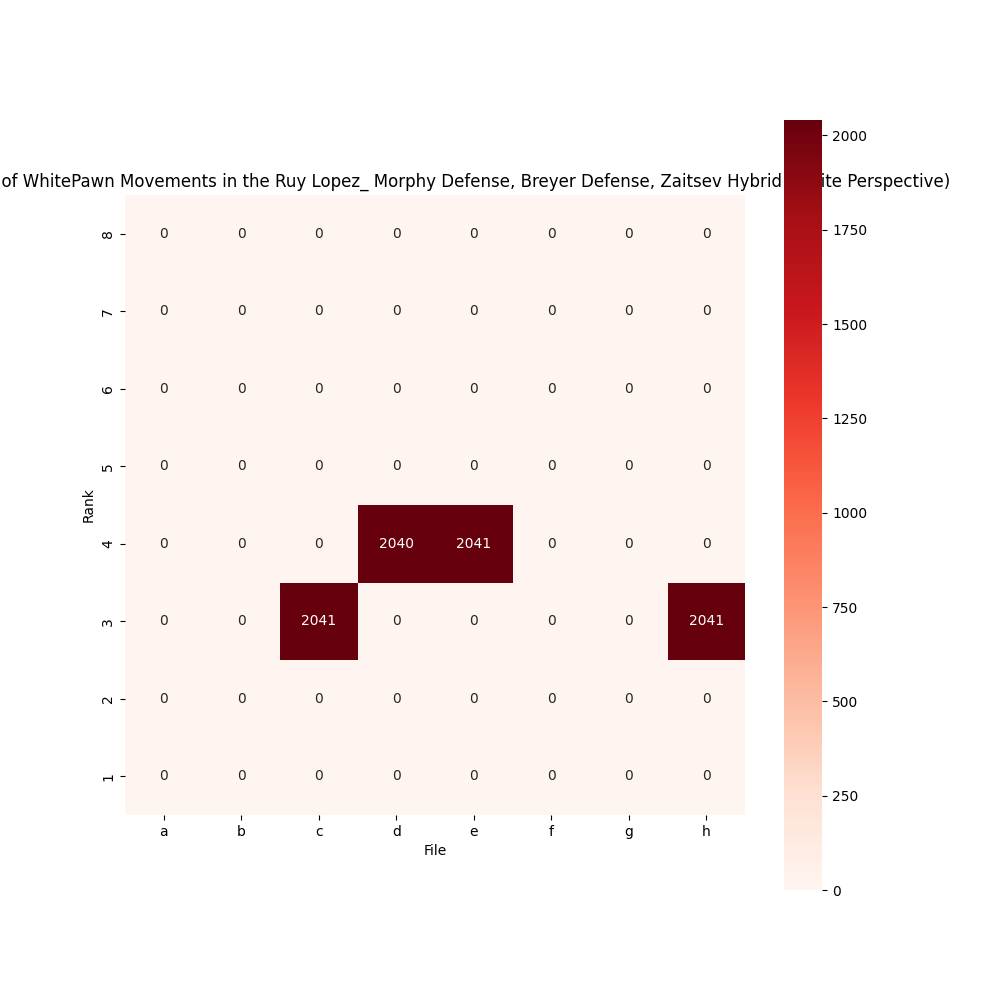 of WhitePawn Movements in the Ruy Lopez_ Morphy Defense, Breyer Defense, Zaitsev Hybrid ite Perspective)
2000
1750
1500
1250
1000
750
500
250
0
Rank
8 0 0 0 0 0 0 0 0
7 0 0 0 0 0 0 0 0
6 0 0 0 0 0 0 0 0
5 0 0 0 0 0 0 0 0
4 0 0 0 2040 2041 0 0 0
3 0 0 2041 0 0 0 0 2041
2 0 0 0 0 0 0 0 0
1 0 0 0 0 0 0 0 0
a b c d e f g h
File